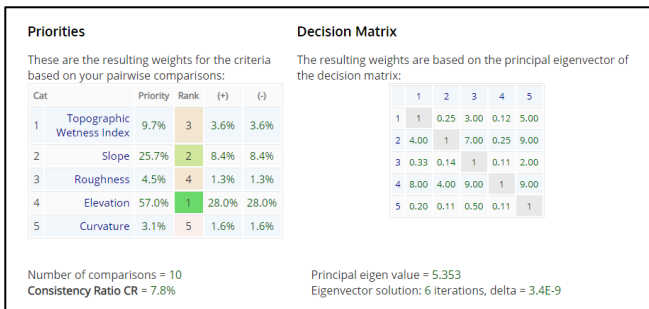 Priorities
These are the resulting weights for the criteria
based on your pairwise comparisons:
Cat Priority Rank (+) (-)
1 Topographic
Wetness Index 9.7% 3 3.6% 3.6%
2 Slope 25.7% 2 8.4% 8.4%
3 Roughness 4.5% 4 1.3% 1.3%
4 Elevation 57.0% 1 28.0% 28.0%
5 Curvature 3.1% 5 1.6% 1.6%
Number of comparisons = 10
Consistency Ratio CR = 7.8%
Decision Matrix
The resulting weights are based on the principal eigenvector of
the decision matrix:
1 2 3 4 5
1 1 0.25 3.00 0.12 5.00
2 4.00 1 7.00 0.25 9.00
3 0.33 0.14 1 0.11 2.00
4 8.00 4.00 9.00 1 9.00
5 0.20 0.11 0.50 0.11 1
Principal eigen value = 5.353
Eigenvector solution: 6 iterations, delta = 3.4E-9